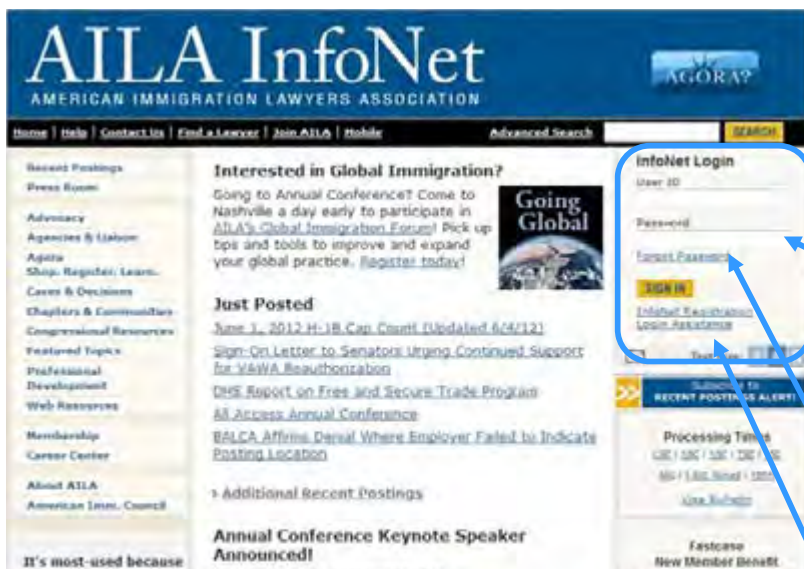 AILA InfoNet
AMERICAN IMMIGRATION LAWYERS ASSOCIATION
AGORA?
Home | Help | Contact Us | Find a Lawyer | Join AILA | Mobile
Advanced Search
SEARCH
Recent Postings
Press Room
Advocacy
Agencies & Liaison
Agora
Shop. Register. Learn.
Cases & Decisions
Chapters & Communities
Congressional Resources
Featured Topics
Professional
Development
Web Resources
Membership
Career Center
About AILA
American Imm. Council
It's most-used because
Interested in Global Immigration?
Going to Annual Conference? Come to
Nashville a day early to participate in
AILA's Global Immigration Forum! Pick up
tips and tools to improve and expand
your global practice. Register today!
Going
Global
Just Posted
June 1, 2012 H-1B Cap Count (Updated 6/4/12)
Sign-On Letter to Senators Urging Continued Support
for VAWA Reauthorization
DHS Report on Free and Secure Trade Program
All Access Annual Conference
BALCA Affirms Denial Where Employer Failed to Indicate
Posting Location
› Additional Recent Postings
Annual Conference Keynote Speaker
Announced!
InfoNet Login
User ID
Password
Forgot Password
SIGN IN
InfoNet Registration
Login Assistance
Subscribe to
RECENT POSTINGS ALERT!
Processing Times
View Bulletin
Fastcase
New Member Benefit